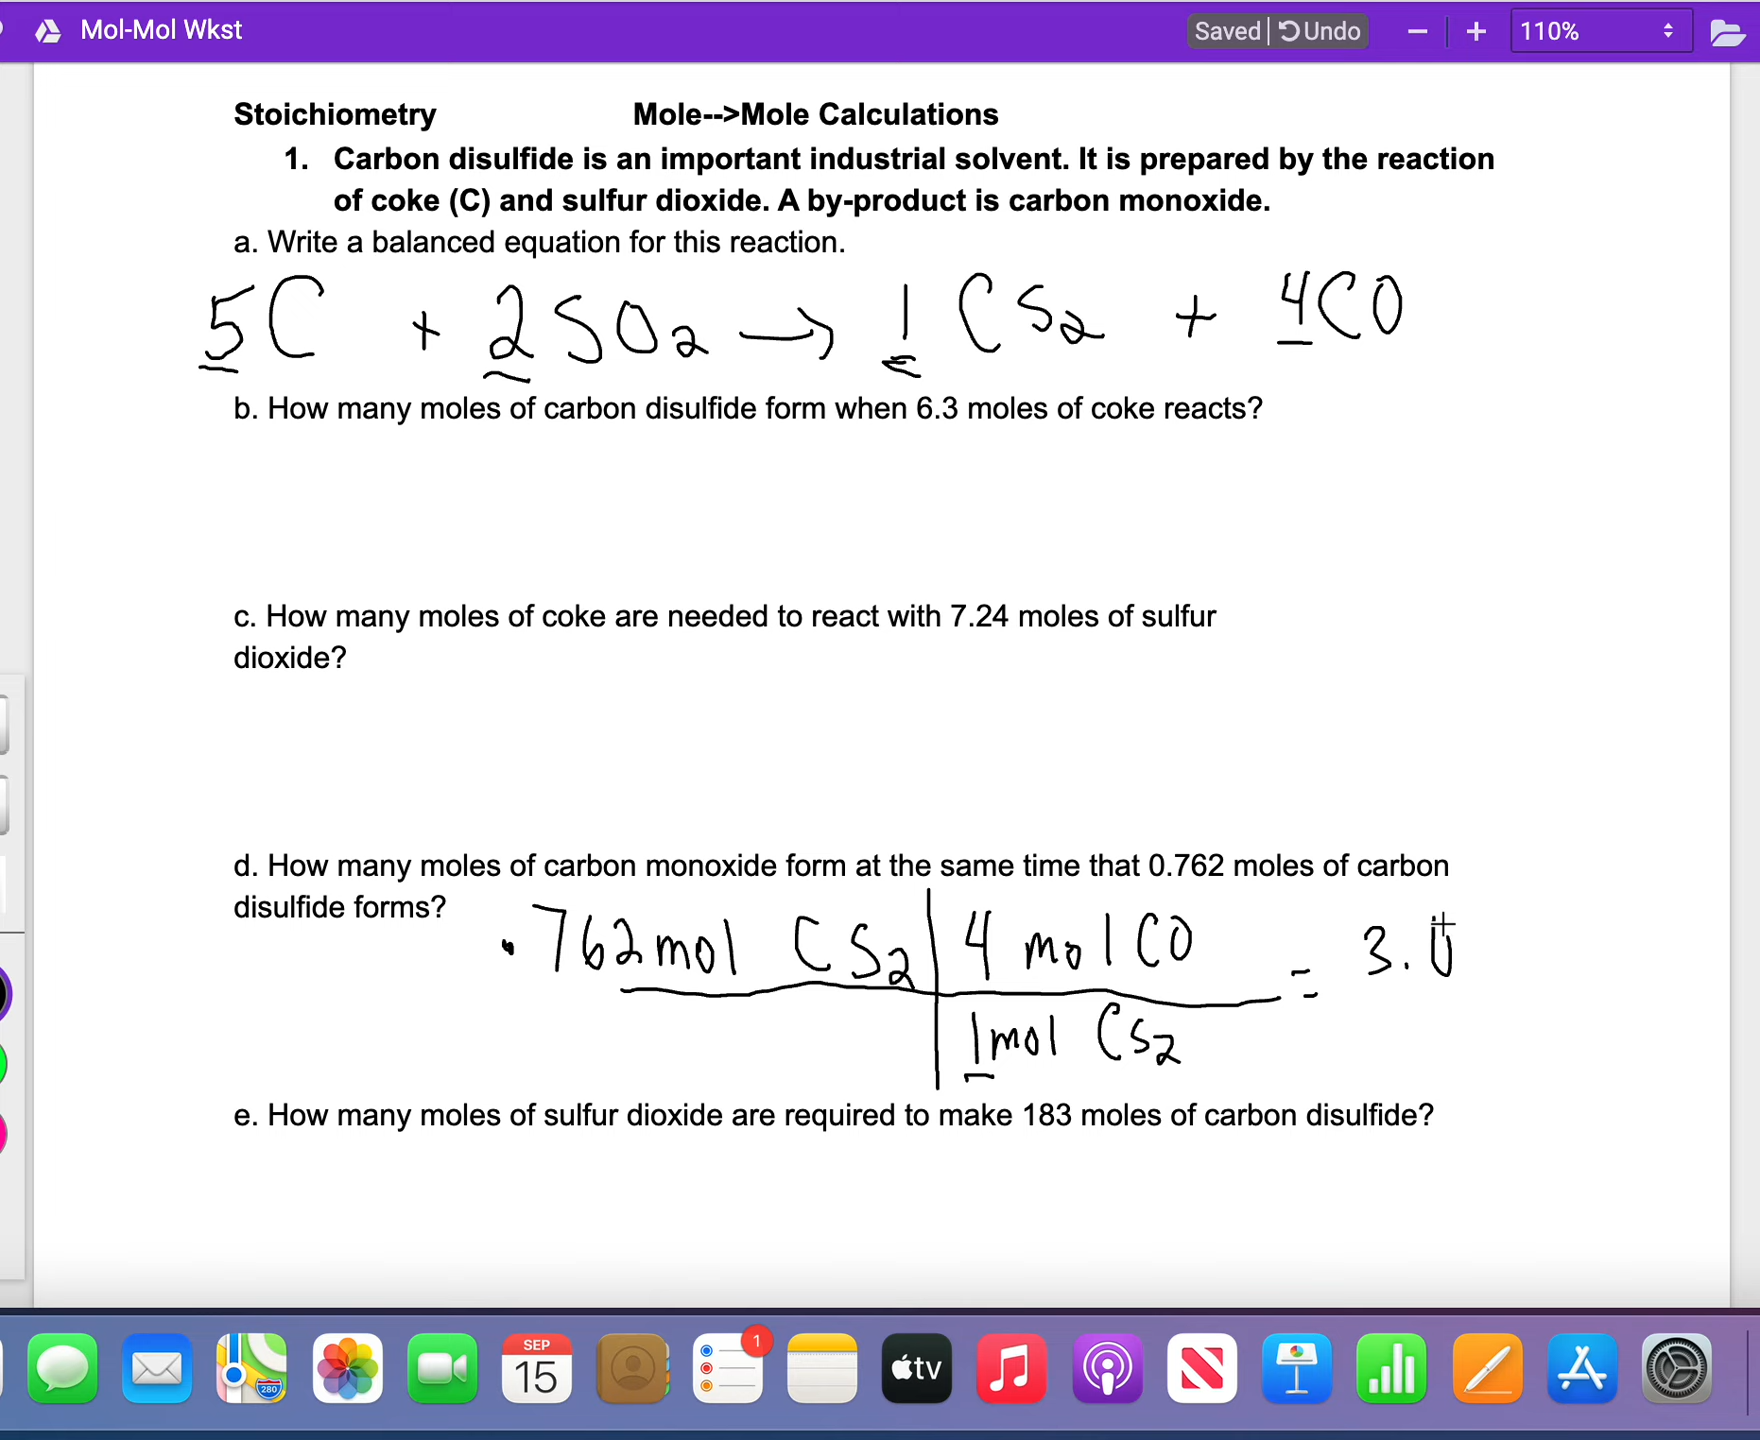 Mol-Mol Wkst
Saved Undo
110%
Stoichiometry Mole-->Mole Calculations
1. Carbon disulfide is an important industrial solvent. It is prepared by the reaction
of coke (C) and sulfur dioxide. A by-product is carbon monoxide.
a. Write a balanced equation for this reaction.
5C + 2SO2 → 1 CS2 + 4CO
b. How many moles of carbon disulfide form when 6.3 moles of coke reacts?
c. How many moles of coke are needed to react with 7.24 moles of sulfur
dioxide?
d. How many moles of carbon monoxide form at the same time that 0.762 moles of carbon
disulfide forms?
.762mol CS2 | 4 mol CO = 3.0
1mol CS2
e. How many moles of sulfur dioxide are required to make 183 moles of carbon disulfide?
280
SEP
15
1
tv